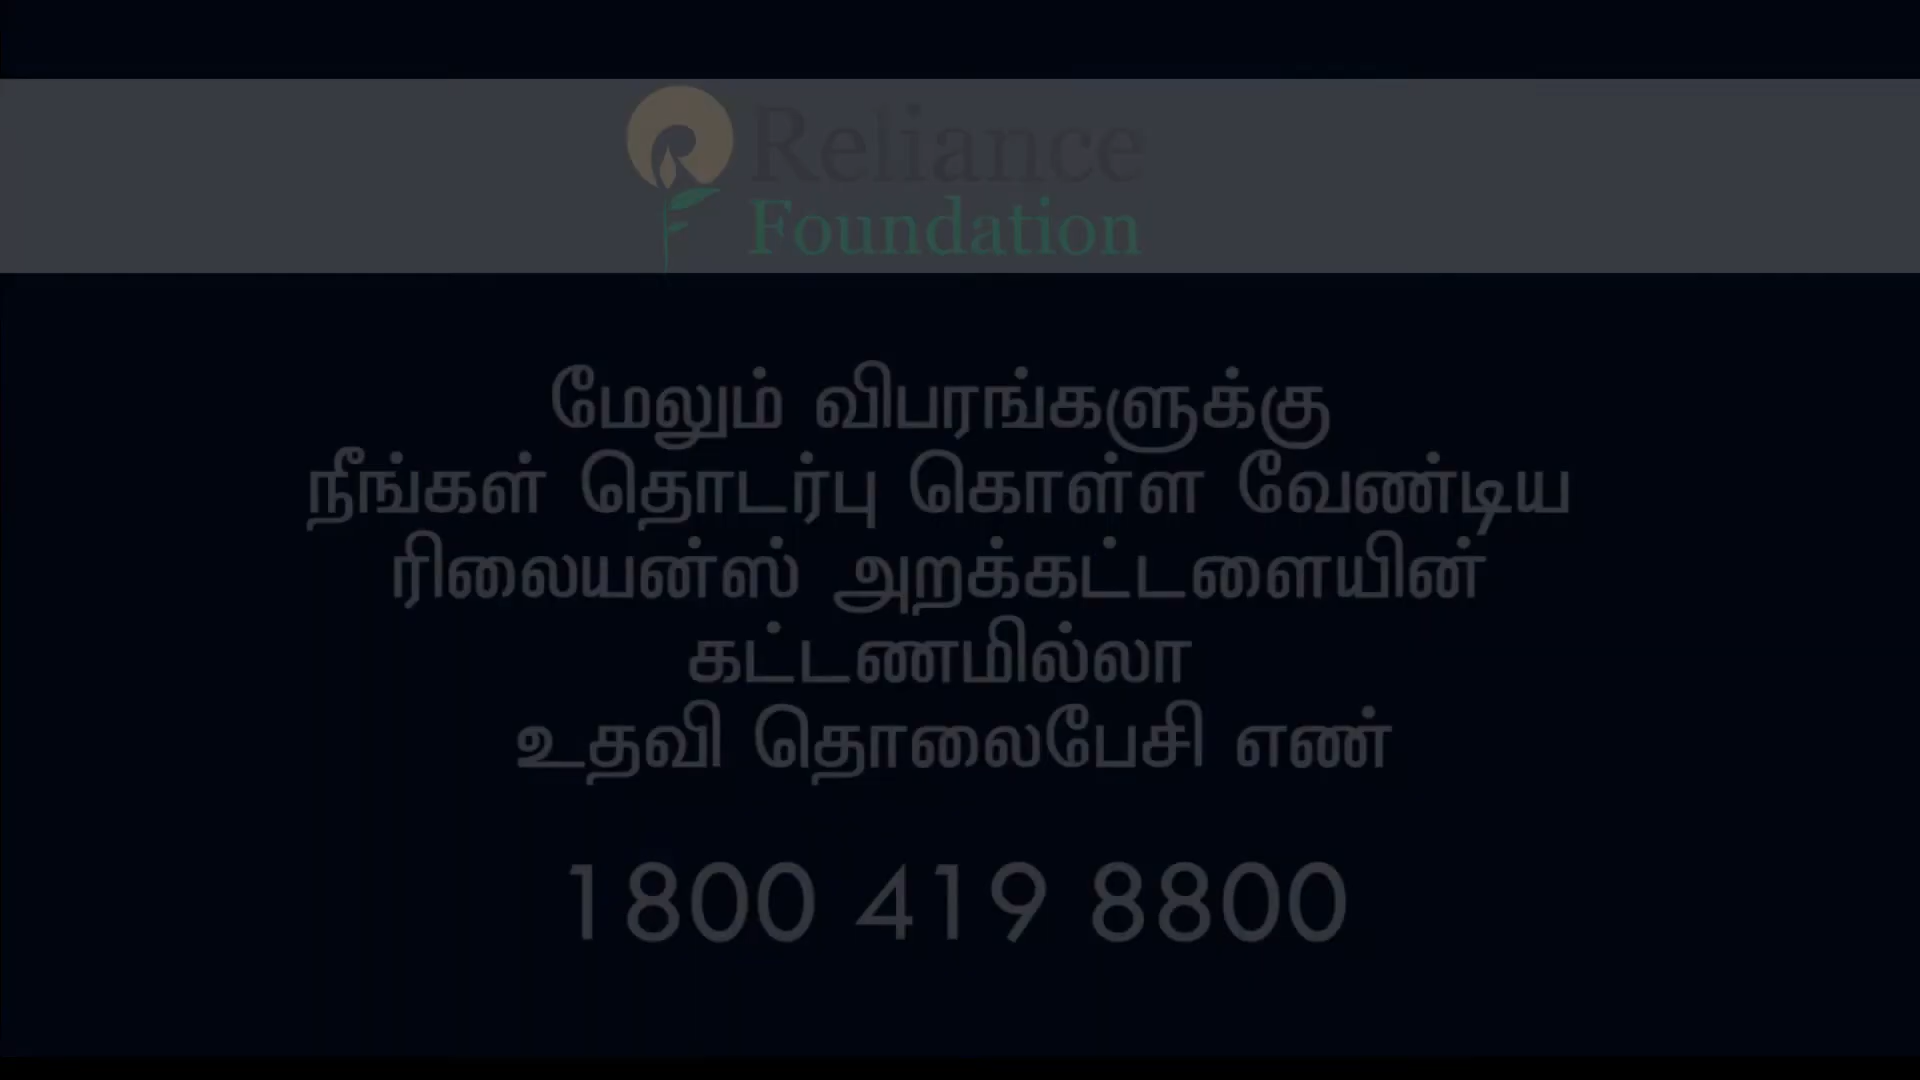 Reliance
Foundation
மேலும் விபரங்களுக்கு
நீங்கள் தொடர்பு கொள்ள வேண்டிய
ரிலையன்ஸ் அறக்கட்டளையின்
கட்டணமில்லா
உதவி தொலைபேசி எண்
1800 419 8800